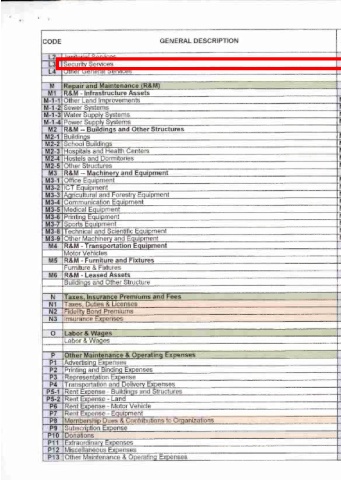 CODE GENERAL DESCRIPTION
L2 Janitorial Services
L3 Security Services
L4 Other General Services
M Repair and Maintenance (R&M)
M1 R&M - Infrastructure Assets
M-1-1 Other Land Improvements
M-1-2 Sewer Systems
M-1-3 Water Supply Systems
M-1-4 Power Supply Systems
M2 R&M - Buildings and Other Structures
M2-1 Buildings
M2-2 School Buildings
M2-3 Hospitals and Health Centers
M2-4 Hostels and Dormitories
M2-5 Other Structures
M3 R&M - Machinery and Equipment
M3-1 Office Equipment
M3-2 ICT Equipment
M3-3 Agricultural and Forestry Equipment
M3-4 Communication Equipment
M3-5 Medical Equipment
M3-6 Printing Equipment
M3-7 Sports Equipment
M3-8 Technical and Scientific Equipment
M3-9 Other Machinery and Equipment
M4 R&M - Transportation Equipment
Motor Vehicles
M5 R&M - Furniture and Fixtures
Furniture & Fixtures
M6 R&M - Leased Assets
Buildings and Other Structure
N Taxes, Insurance Premiums and Fees
N1 Taxes, Duties & Licenses
N2 Fidelity Bond Premiums
N3 Insurance Expenses
O Labor & Wages
Labor & Wages
P Other Maintenance & Operating Expenses
P1 Advertising Expenses
P2 Printing and Binding Expenses
P3 Representation Expense
P4 Transportation and Delivery Expenses
P5-1 Rent Expense - Buildings and Structures
P5-2 Rent Expense - Land
P6 Rent Expense - Motor Vehicle
P7 Rent Expense - Equipment
P8 Membership Dues & Contributions to Organizations
P9 Subscription Expense
P10 Donations
P11 Extraordinary Expenses
P12 Miscellaneous Expenses
P13 Other Maintenance & Operating Expenses